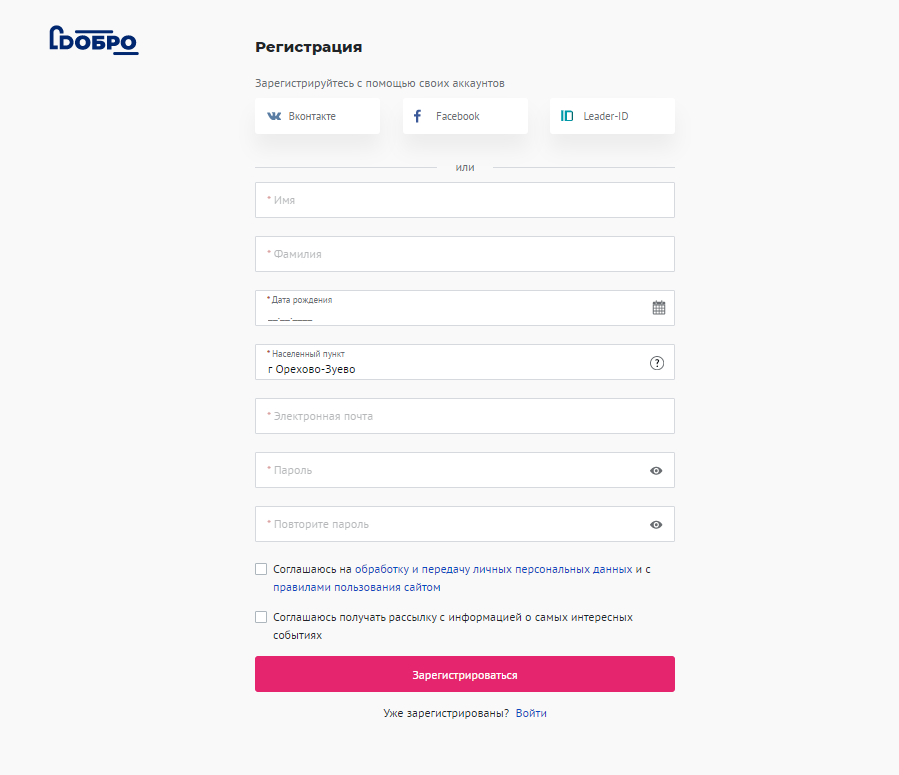 ДОБРО
Регистрация
Зарегистрируйтесь с помощью своих аккаунтов
Вконтакте Facebook ID Leader-ID
или
* Имя
* Фамилия
* Дата рождения
__.__.____
* Населенный пункт
г Орехово-Зуево
?
* Электронная почта
* Пароль
* Повторите пароль
Соглашаюсь на обработку и передачу личных персональных данных и с
правилами пользования сайтом
Соглашаюсь получать рассылку с информацией о самых интересных
событиях
Зарегистрироваться
Уже зарегистрированы? Войти